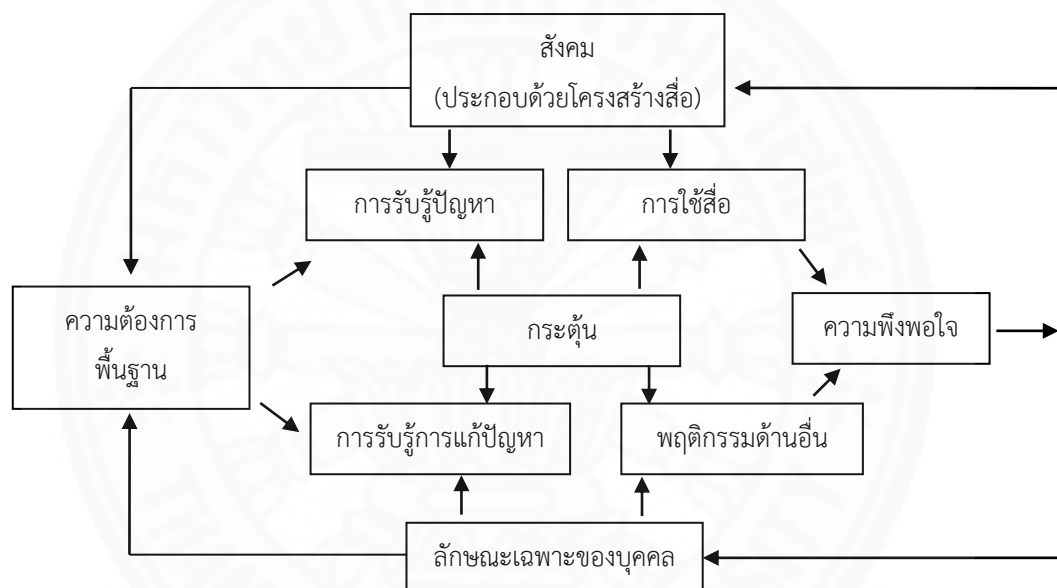 สังคม
(ประกอบด้วยโครงสร้างสื่อ)
การรับรู้ปัญหา
การใช้สื่อ
ความต้องการ
พื้นฐาน
กระตุ้น
ความพึงพอใจ
การรับรู้การแก้ปัญหา
พฤติกรรมด้านอื่น
ลักษณะเฉพาะของบุคคล